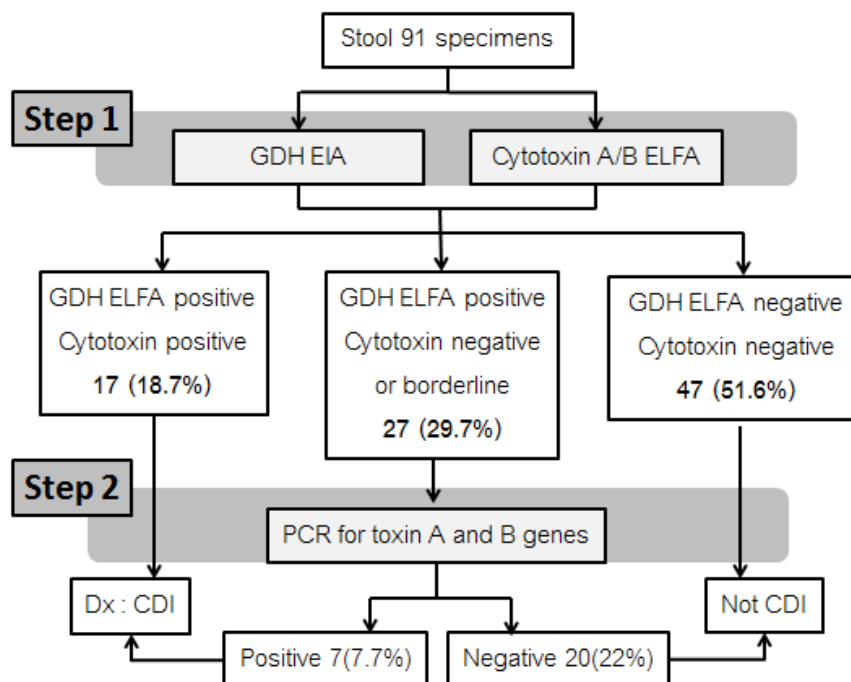 Stool 91 specimens
Step 1
GDH EIA
Cytotoxin A/B ELFA
GDH ELFA positive
Cytotoxin positive
17 (18.7%)
GDH ELFA positive
Cytotoxin negative
or borderline
27 (29.7%)
GDH ELFA negative
Cytotoxin negative
47 (51.6%)
Step 2
PCR for toxin A and B genes
Dx : CDI
Not CDI
Positive 7(7.7%)
Negative 20(22%)